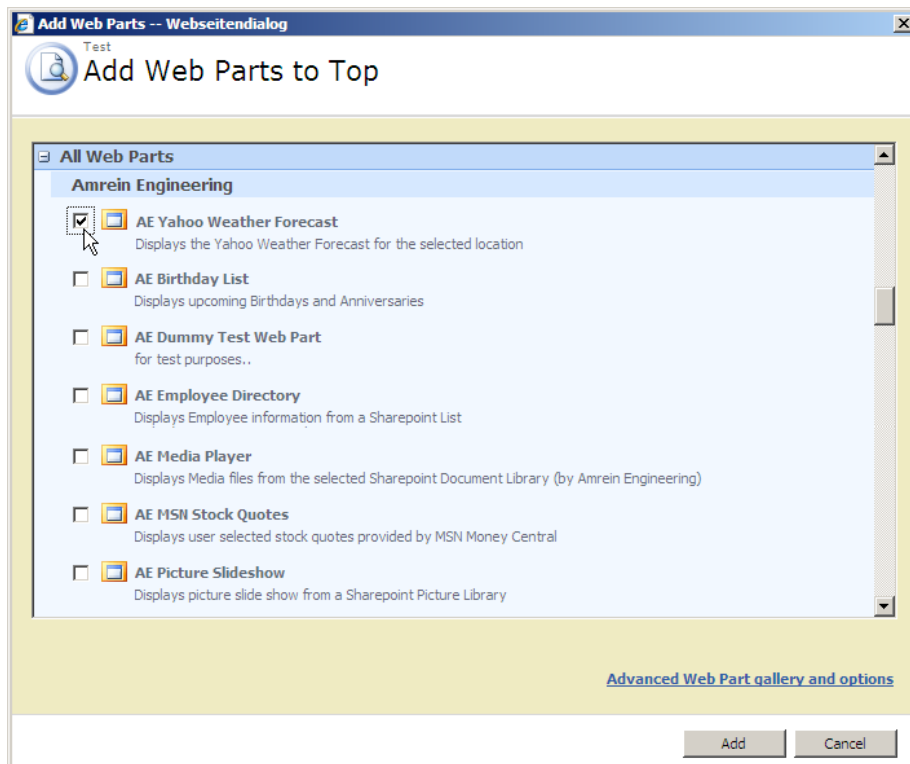 Add Web Parts -- Webseitendialog
Test
Add Web Parts to Top
All Web Parts
Amrein Engineering
AE Yahoo Weather Forecast
Displays the Yahoo Weather Forecast for the selected location
AE Birthday List
Displays upcoming Birthdays and Anniversaries
AE Dummy Test Web Part
for test purposes..
AE Employee Directory
Displays Employee information from a Sharepoint List
AE Media Player
Displays Media files from the selected Sharepoint Document Library (by Amrein Engineering)
AE MSN Stock Quotes
Displays user selected stock quotes provided by MSN Money Central
AE Picture Slideshow
Displays picture slide show from a Sharepoint Picture Library
Advanced Web Part gallery and options
Add Cancel